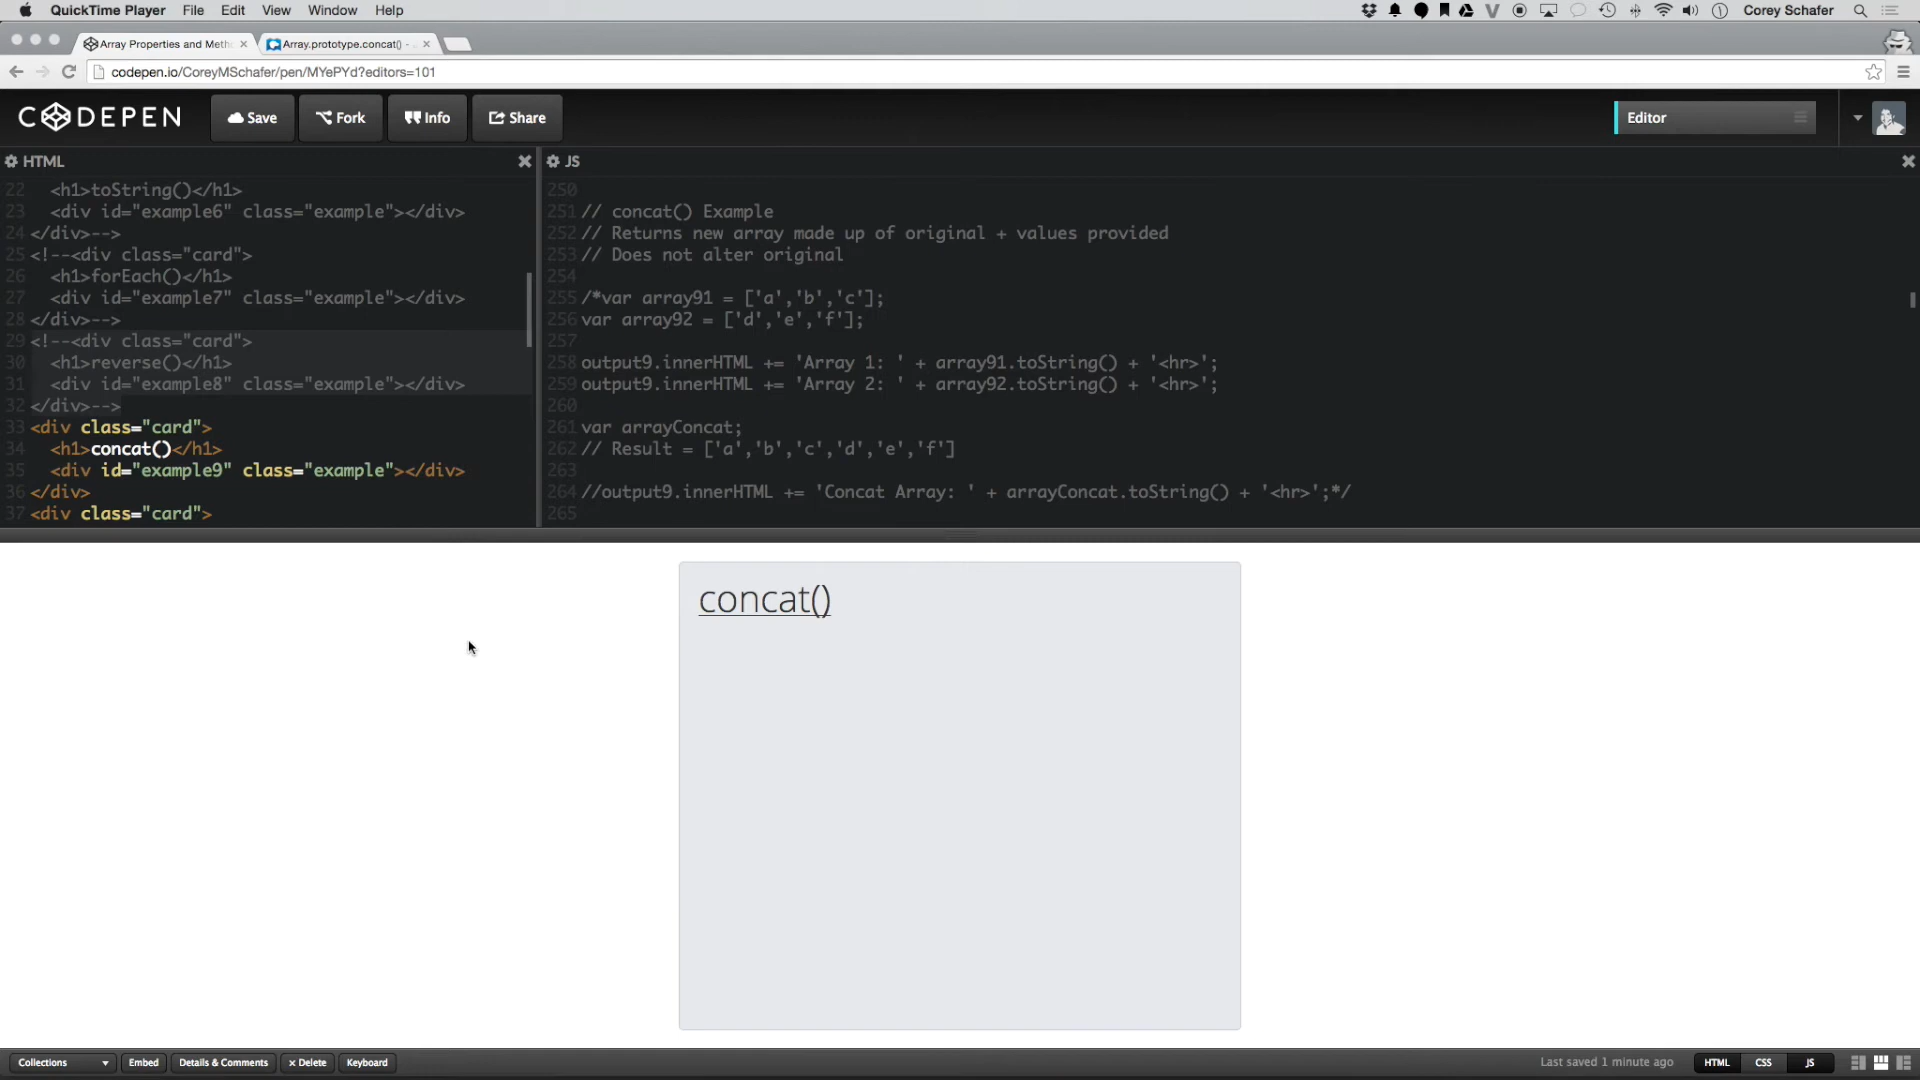 QuickTime Player File Edit View Window Help Corey Schafer
Array Properties and Meth
Array.prototype.concat() -
codepen.io/CoreyMSchafer/pen/MYePYd?editors=101
CODEPEN Save Fork Info Share Editor
HTML
22 <h1>toString()</h1>
23 <div id="example6" class="example"></div>
24 </div>-->
25 <!--<div class="card">
26 <h1>forEach()</h1>
27 <div id="example7" class="example"></div>
28 </div>-->
29 <!--<div class="card">
30 <h1>reverse()</h1>
31 <div id="example8" class="example"></div>
32 </div>-->
33 <div class="card">
34 <h1>concat()</h1>
35 <div id="example9" class="example"></div>
36 </div>
37 <div class="card">
JS
250
251 // concat() Example
252 // Returns new array made up of original + values provided
253 // Does not alter original
254
255 /*var array91 = ['a','b','c'];
256 var array92 = ['d','e','f'];
257
258 output9.innerHTML += 'Array 1: ' + array91.toString() + '<hr>';
259 output9.innerHTML += 'Array 2: ' + array92.toString() + '<hr>';
260
261 var arrayConcat;
262 // Result = ['a','b','c','d','e','f']
263
264 //output9.innerHTML += 'Concat Array: ' + arrayConcat.toString() + '<hr>';*/
265
concat()
Collections Embed Details & Comments × Delete Keyboard Last saved 1 minute ago HTML CSS JS